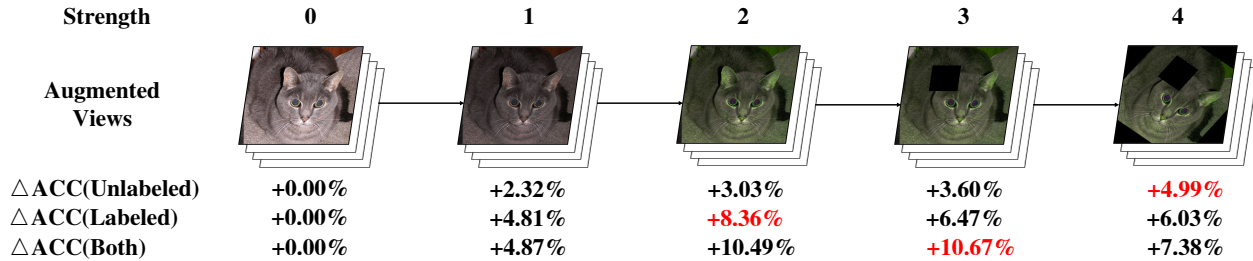 Strength 0 1 2 3 4
Augmented
Views
△ACC(Unlabeled) +0.00% +2.32% +3.03% +3.60% +4.99%
△ACC(Labeled) +0.00% +4.81% +8.36% +6.47% +6.03%
△ACC(Both) +0.00% +4.87% +10.49% +10.67% +7.38%